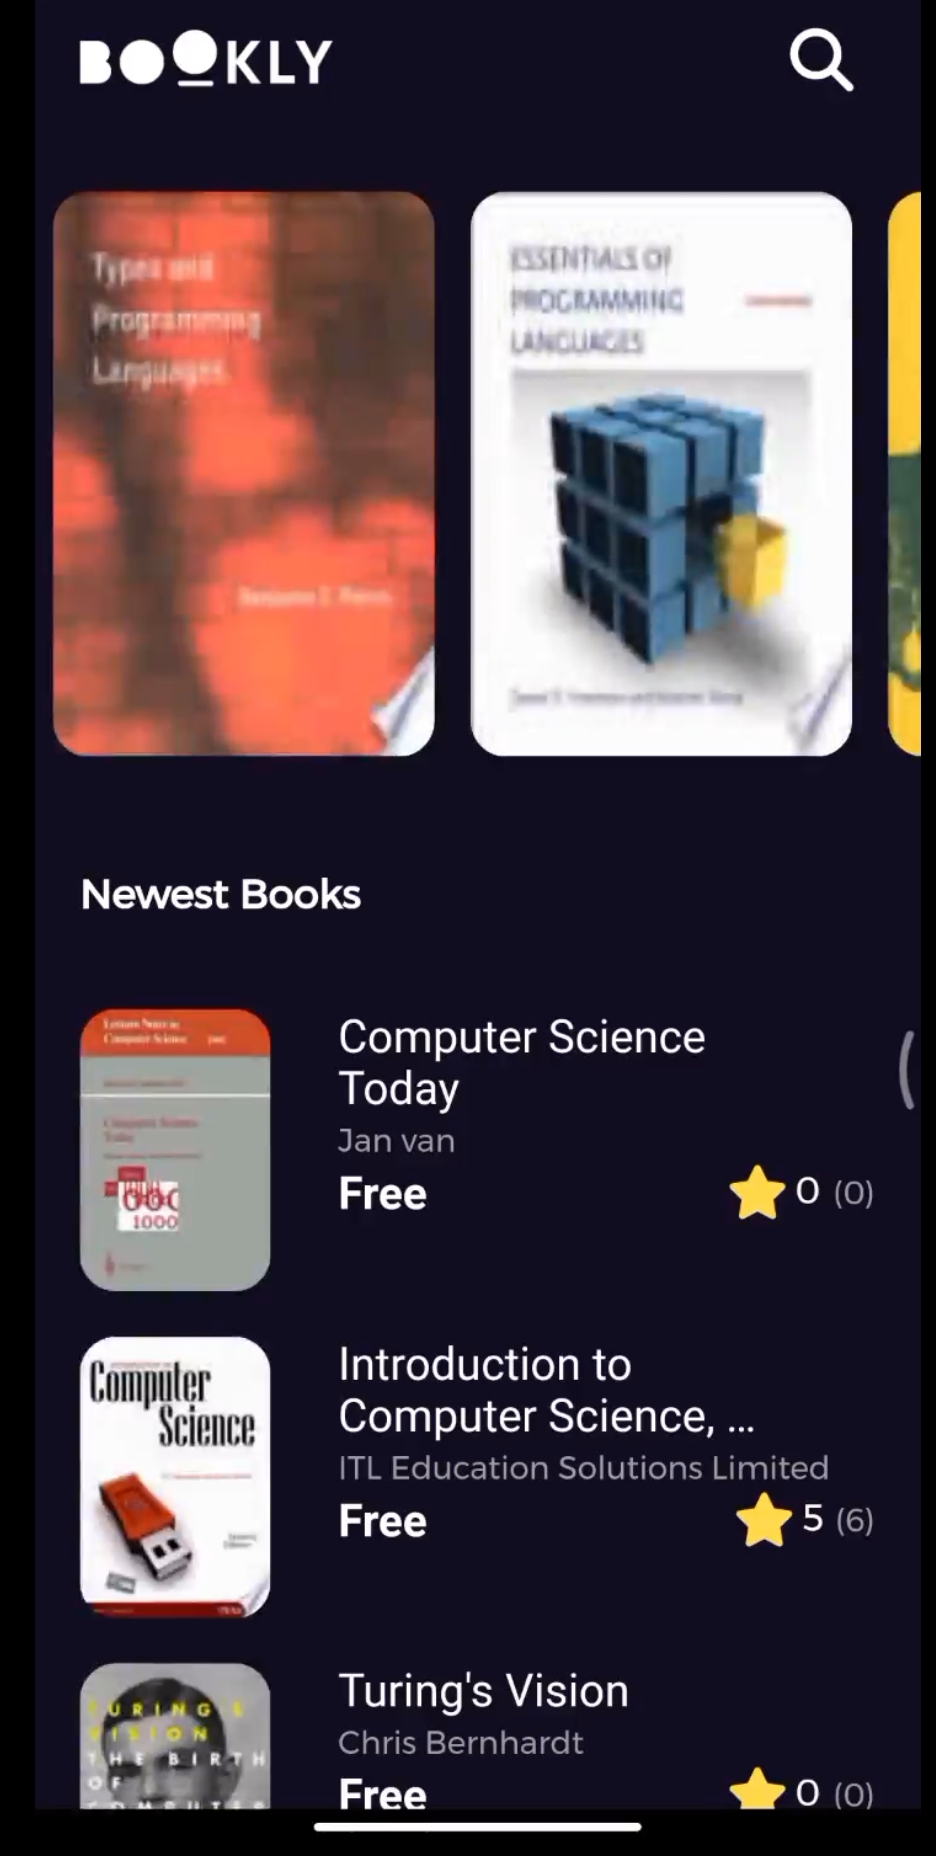 BOOKLY
Types and
Programming
Languages
Benjamin C. Pierce
ESSENTIALS OF
PROGRAMMING
LANGUAGES
Newest Books
Lecture Notes in
Computer Science
Computer Science
Today
1000
Computer Science
Today
Jan van
Free
0 (0)
Computer
Science
Introduction to
Computer Science, ...
ITL Education Solutions Limited
Free
5 (6)
TURING'S
VISION
THE BIRTH
OF
COMPUTER
Turing's Vision
Chris Bernhardt
Free
0 (0)